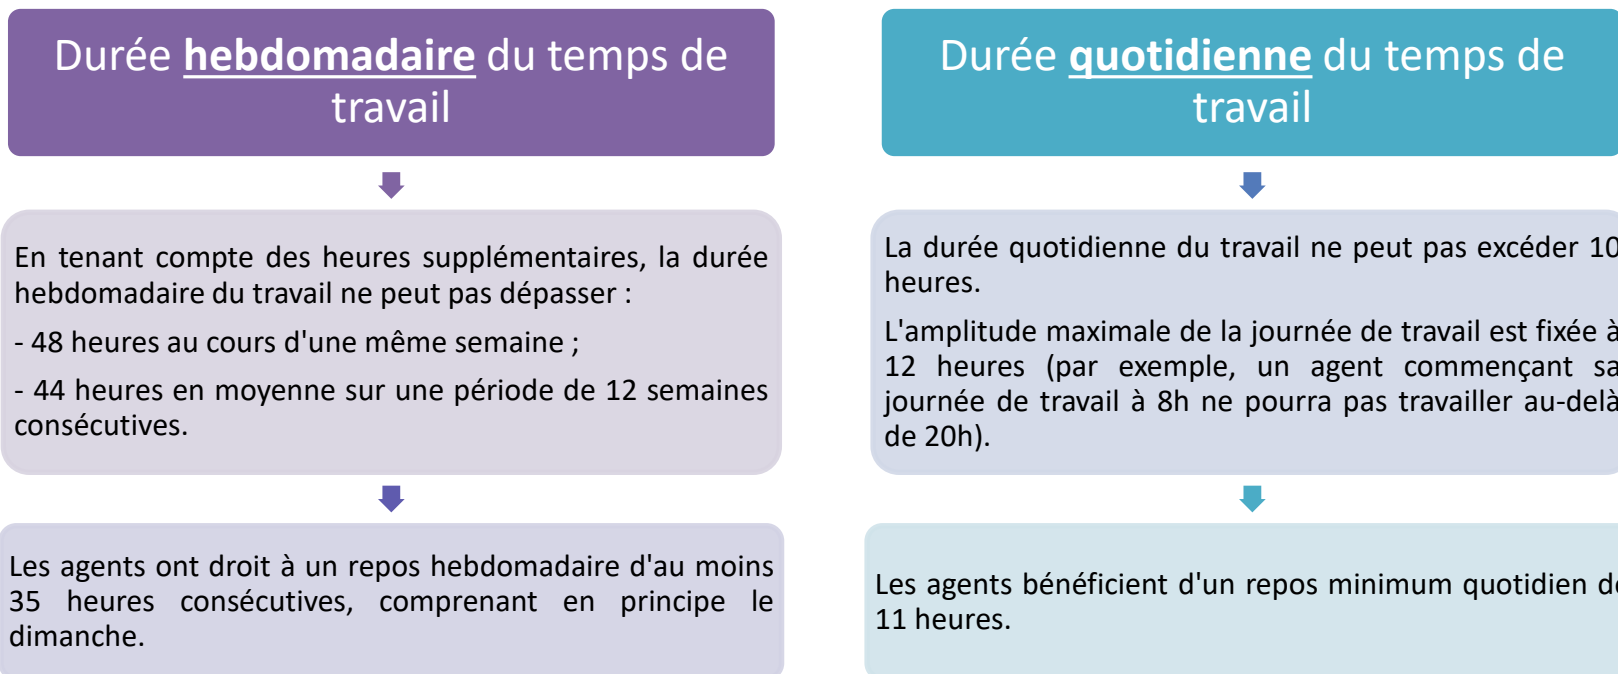 Durée hebdomadaire du temps de
travail
En tenant compte des heures supplémentaires, la durée
hebdomadaire du travail ne peut pas dépasser :
- 48 heures au cours d'une même semaine ;
- 44 heures en moyenne sur une période de 12 semaines
consécutives.
Les agents ont droit à un repos hebdomadaire d'au moins
35 heures consécutives, comprenant en principe le
dimanche.
Durée quotidienne du temps de
travail
La durée quotidienne du travail ne peut pas excéder 10
heures.
L'amplitude maximale de la journée de travail est fixée à
12 heures (par exemple, un agent commençant sa
journée de travail à 8h ne pourra pas travailler au-delà
de 20h).
Les agents bénéficient d'un repos minimum quotidien de
11 heures.